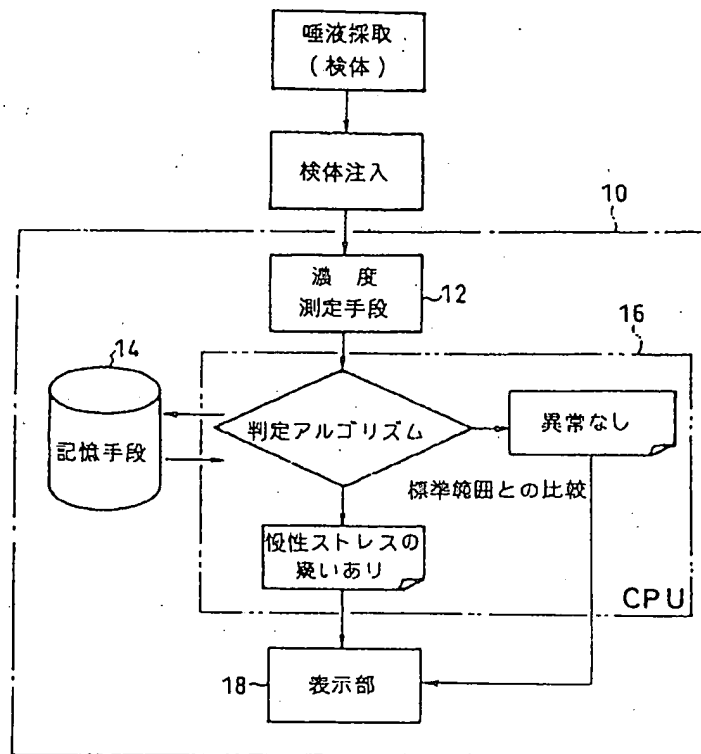 唾液採取
(検体)
検体注入
10
濃 度
測定手段
12
16
14
記憶手段
判定アルゴリズム
異常なし
標準範囲との比較
慢性ストレスの
疑いあり
CPU
18
表示部